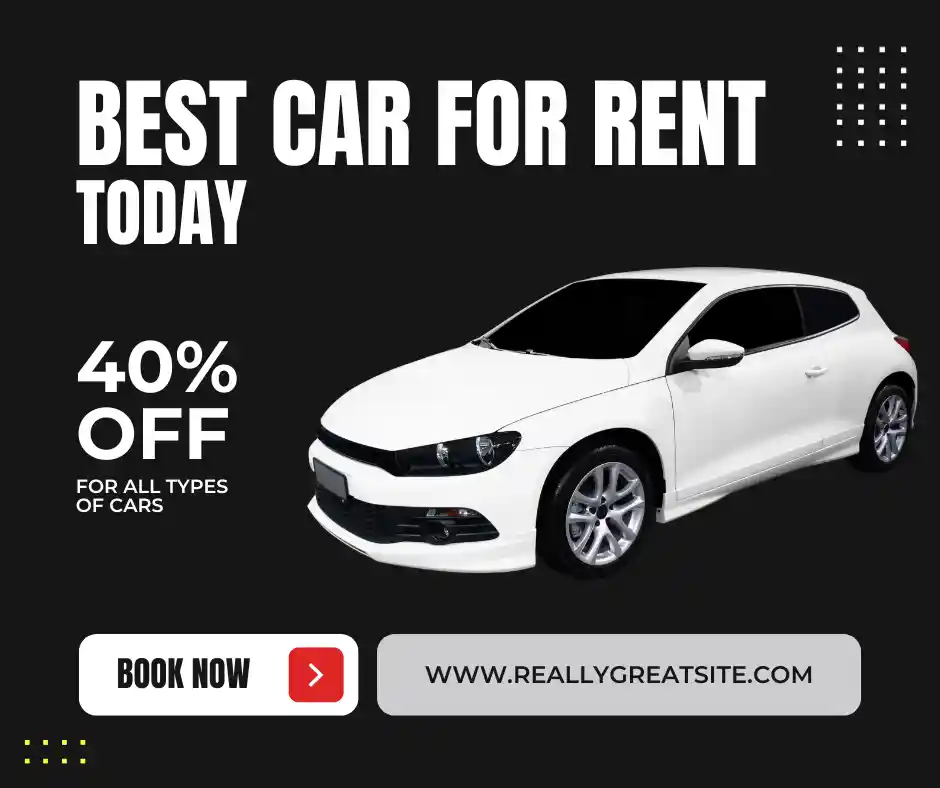 BEST CAR FOR RENT
TODAY
40%
OFF
FOR ALL TYPES
OF CARS
BOOK NOW
WWW.REALLYGREATSITE.COM